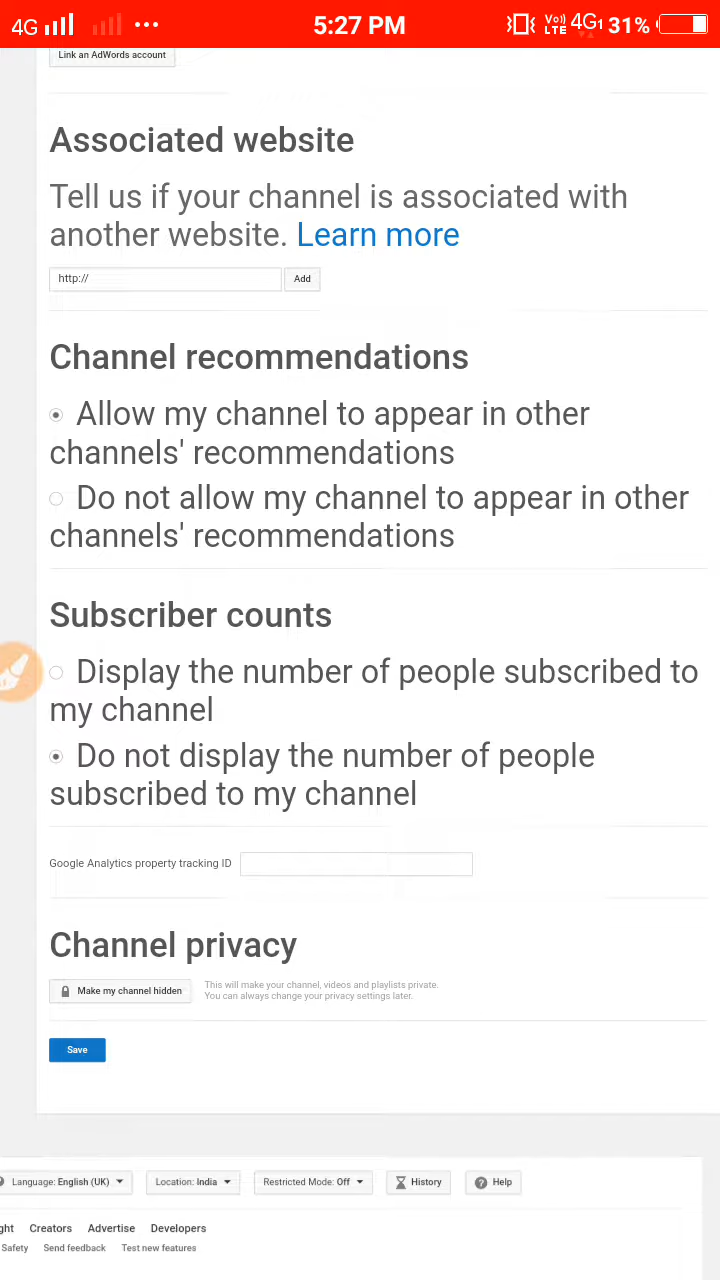 4G 5:27 PM Vo)) LTE 4G1 31%
Link an AdWords account
Associated website
Tell us if your channel is associated with
another website. Learn more
http:// Add
Channel recommendations
Allow my channel to appear in other
channels' recommendations
Do not allow my channel to appear in other
channels' recommendations
Subscriber counts
Display the number of people subscribed to
my channel
Do not display the number of people
subscribed to my channel
Google Analytics property tracking ID
Channel privacy
Make my channel hidden
This will make your channel, videos and playlists private.
You can always change your privacy settings later.
Save
Language: English (UK) Location: India Restricted Mode: Off History Help
ght Creators Advertise Developers
Safety Send feedback Test new features